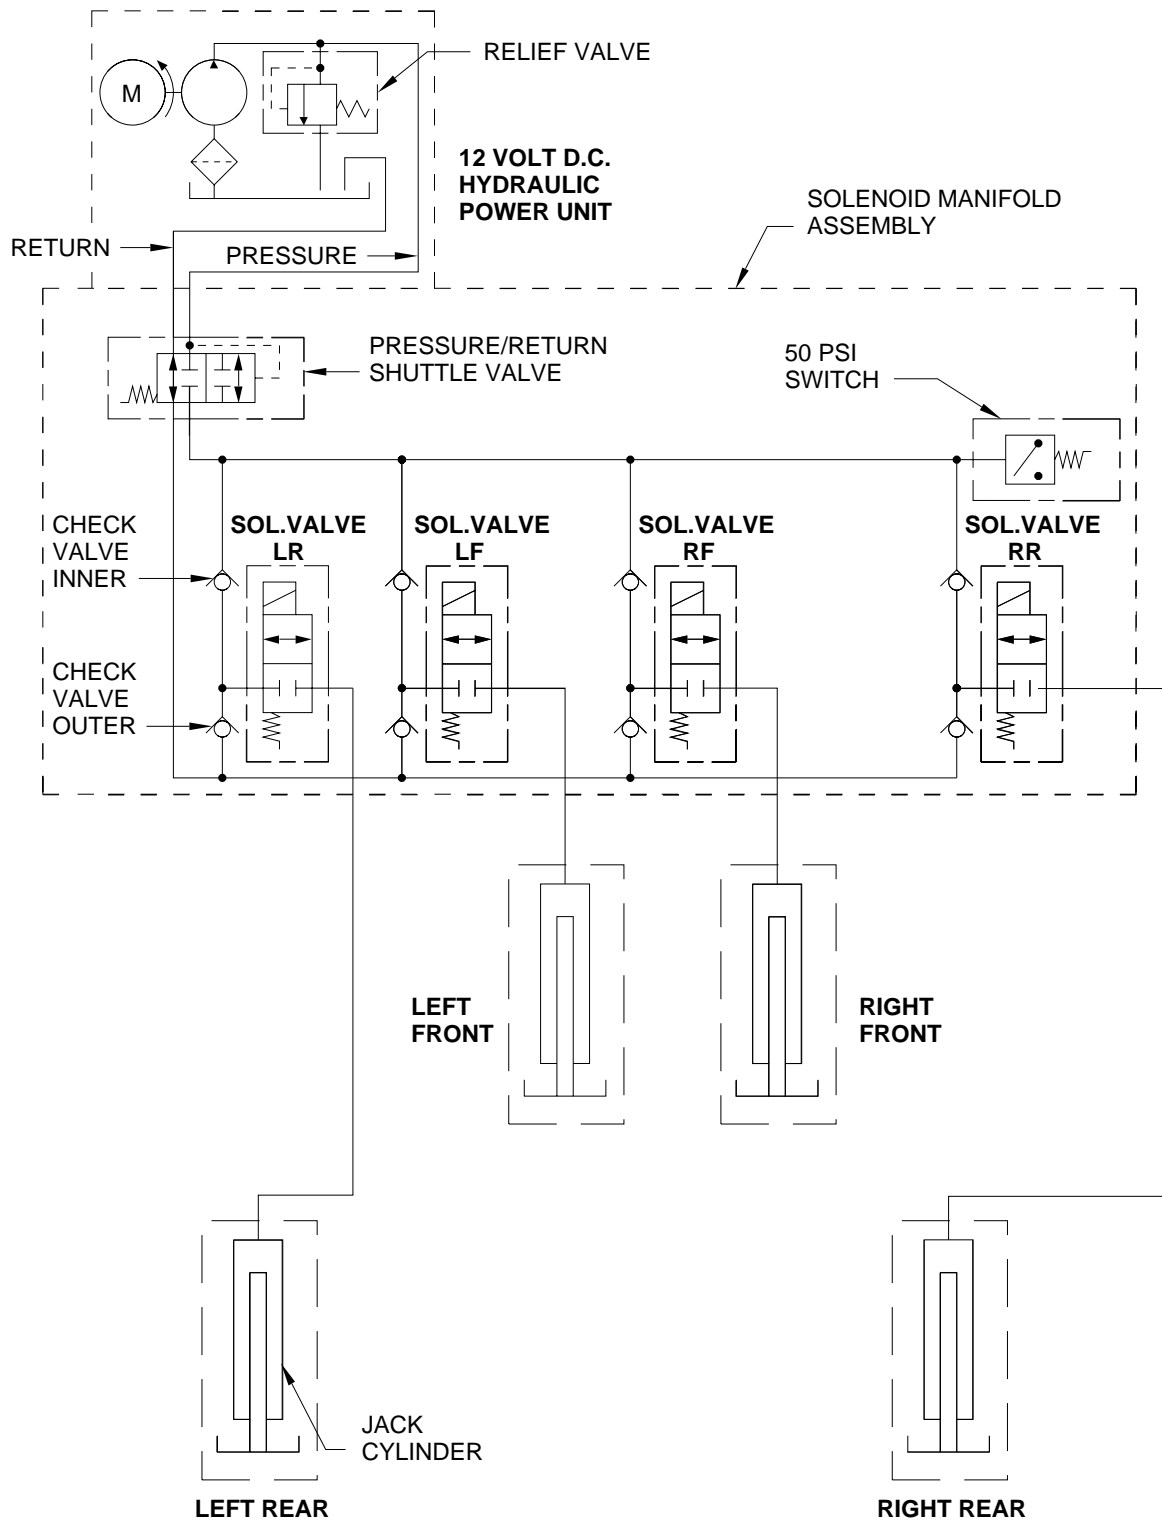 RELIEF VALVE
M
12 VOLT D.C.
HYDRAULIC
POWER UNIT
SOLENOID MANIFOLD
ASSEMBLY
RETURN
PRESSURE
PRESSURE/RETURN
SHUTTLE VALVE
50 PSI
SWITCH
CHECK
VALVE
INNER
SOL.VALVE
LR
SOL.VALVE
LF
SOL.VALVE
RF
SOL.VALVE
RR
CHECK
VALVE
OUTER
LEFT
FRONT
RIGHT
FRONT
JACK
CYLINDER
LEFT REAR
RIGHT REAR